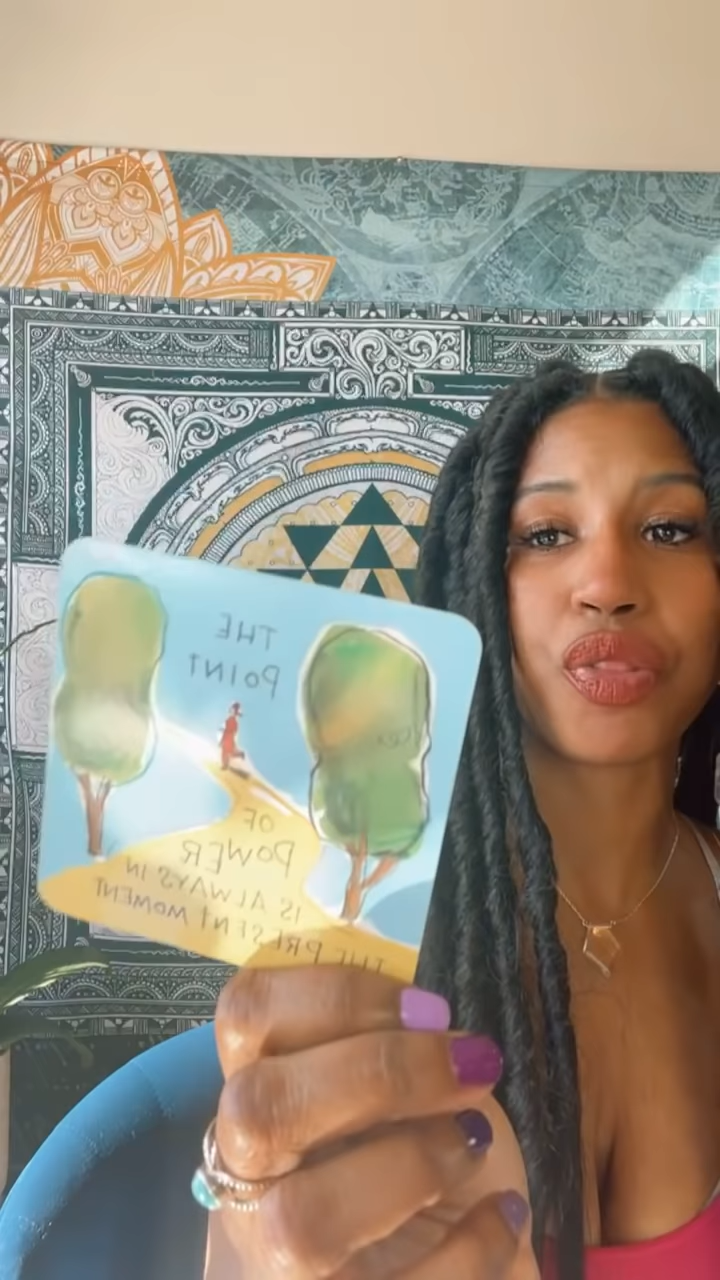 THE
POINT
OF
POWER
IS ALWAYS IN
THE PRESENT MOMENT